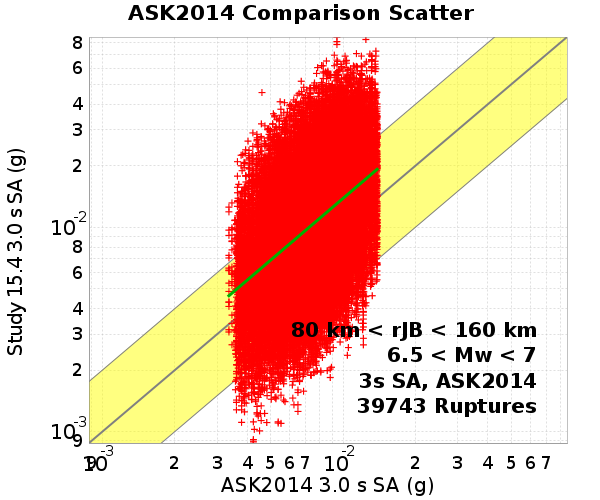 ASK2014 Comparison Scatter
8
6
4
3
2
10-2
8
6
4
3
2
10-3
9
Study 15.4 3.0 s SA (g)
80 km < rJB < 160 km
6.5 < Mw < 7
3s SA, ASK2014
39743 Ruptures
9 10-3 2 3 4 5 6 7 10-2 2 3 4 5 6 7
ASK2014 3.0 s SA (g)